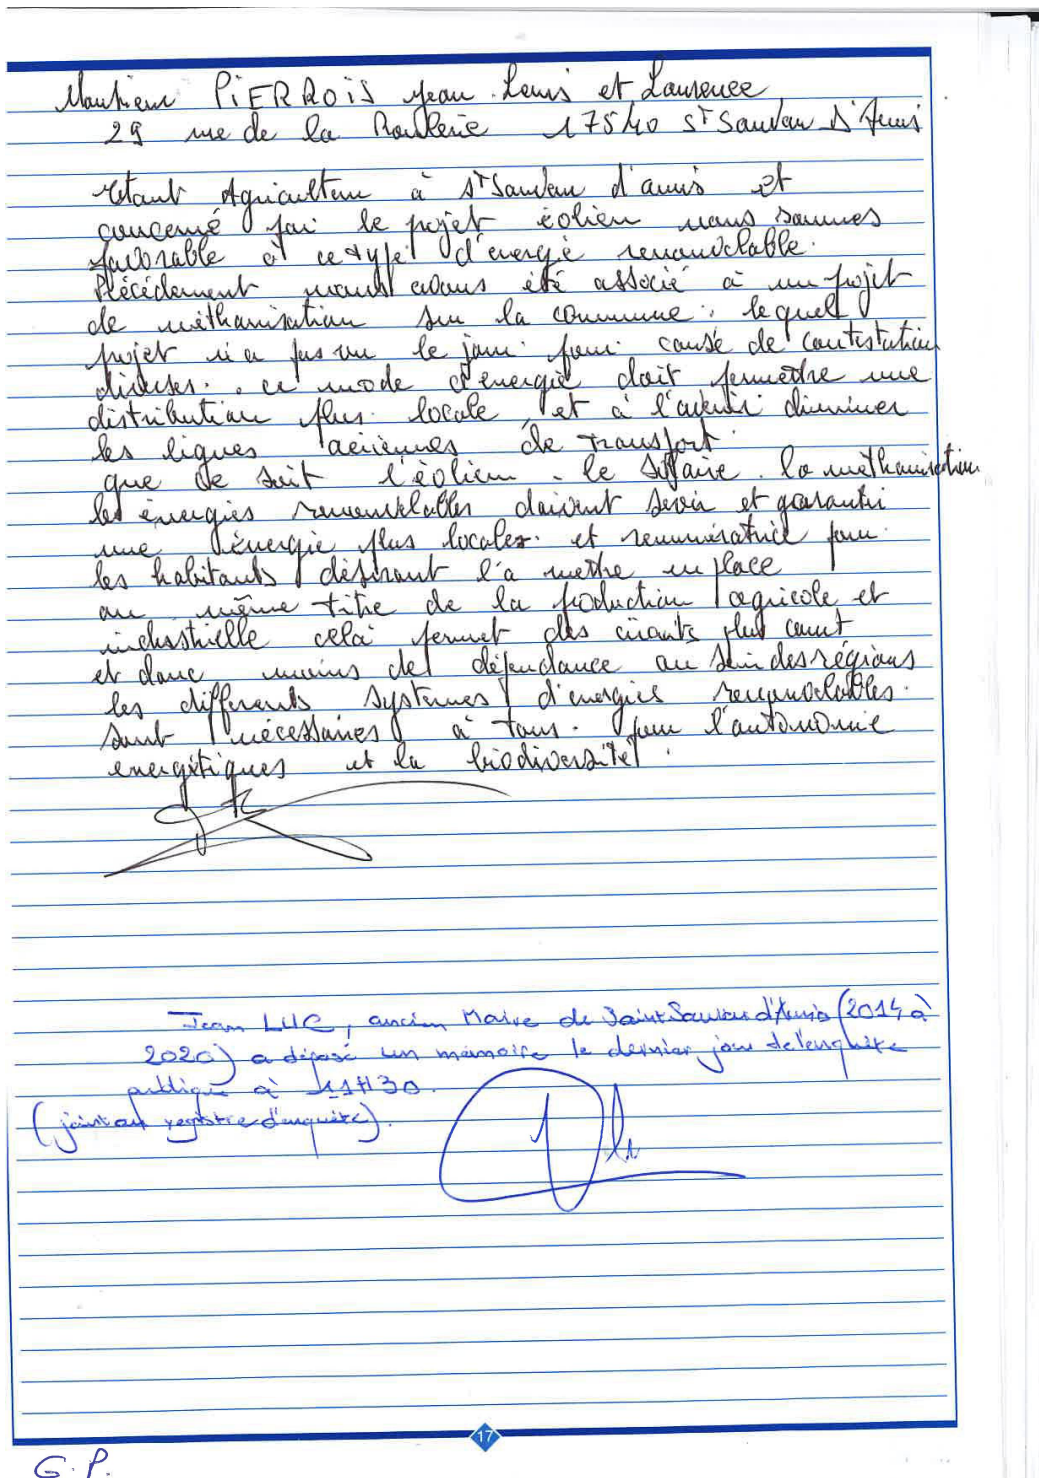 Monsieur PIERROIS Jean Louis et Laurence
29 rue de la Roulerie 17540 St Sauveur D'Aunis
étant Agriculteur à St Sauveur d'aunis et
concerné par le projet éolien nous sommes
favorable à ce type d'énergie renouvelable.
Précédement nous avons été associé à un projet
de méthanisation sur la commune, lequel
projet n'a pas vu le jour pour cause de contestation
diverses. ce mode d'énergie doit permettre une
distribution plus locale, et à l'avenir diminuer
les lignes aériennes de transport.
que ce soit l'éolien. le solaire. la méthanisation
les énergies renouvelables doivent servir et garantir
une énergie plus locales. et remunératrice pour
les habitants désirant l'a mettre en place
au même titre de la production agricole et
industrielle cela permet des circuits plus court
et donc moins de dépendance au sein des régions
les differents systemes d'energies renouvelables.
sont nécessaires à tous. pour l'autonomie
energétiques et la biodiversité.
Jean LUC, ancien Maire de Saint Sauveur d'Aunis (2014 à
2020) a déposé un mémoire le dernier jour de l'enquête
publique à 11H30.
(joint au registre d'enquête).
17
G. P.